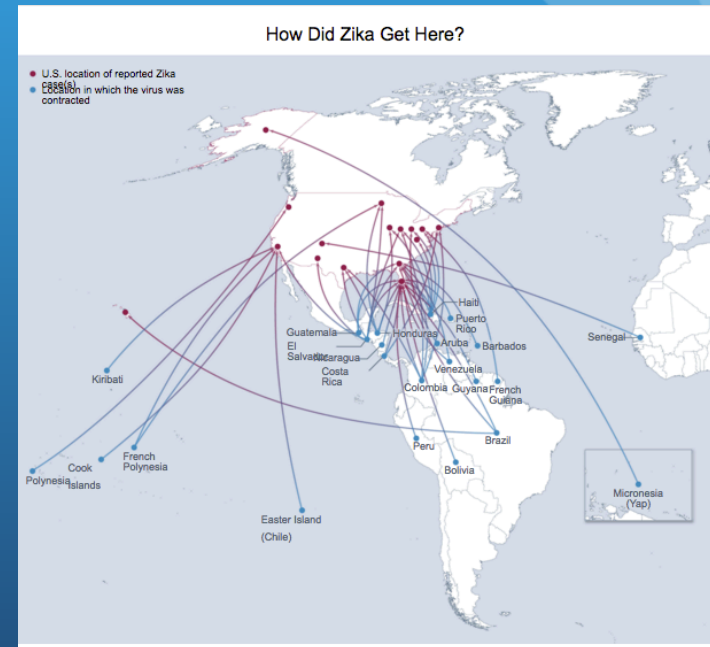 How Did Zika Get Here?
U.S. location of reported Zika
case(s)
Location in which the virus was
contracted
Haiti
Puerto
Rico
Guatemala
Honduras
El
Salvador
Nicaragua
Aruba
Barbados
Senegal
Costa
Rica
Venezuela
Kiribati
Colombia
Guyana
French
Guiana
Brazil
Peru
French
Polynesia
Cook
Islands
Polynesia
Bolivia
Micronesia
(Yap)
Easter Island
(Chile)